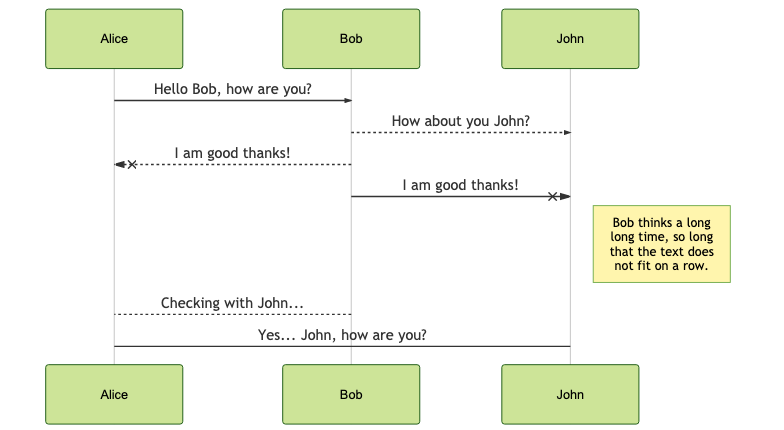 Alice
Bob
John
Hello Bob, how are you?
How about you John?
I am good thanks!
I am good thanks!
Bob thinks a long
long time, so long
that the text does
not fit on a row.
Checking with John...
Yes... John, how are you?
Alice
Bob
John